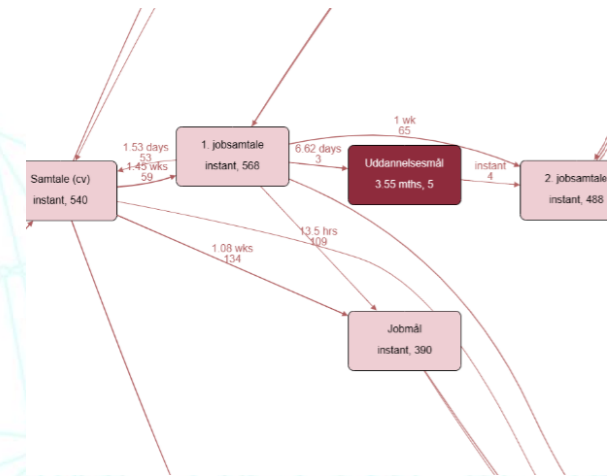 1 wk
65
1.53 days
53
1.45 wks
59
1. jobsamtale
instant, 568
6.62 days
3
Uddannelsesmål
3.55 mths, 5
instant
4
Samtale (cv)
instant, 540
2. jobsamtale
instant, 488
13.5 hrs
109
1.08 wks
134
Jobmål
instant, 390